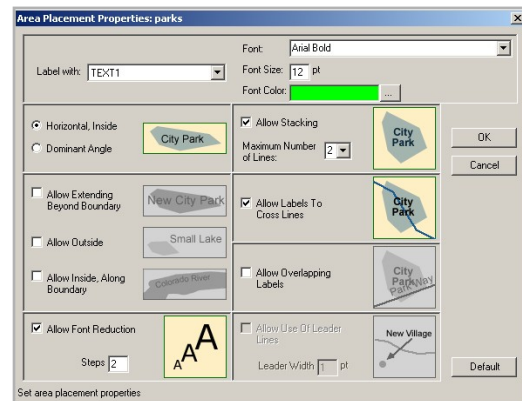 Area Placement Properties: parks
Label with: TEXT1
Font: Arial Bold
Font Size: 12 pt
Font Color: ...
Horizontal, Inside
Dominant Angle
City Park
Allow Stacking
Maximum Number
of Lines: 2
City
Park
OK
Cancel
Allow Extending
Beyond Boundary
New City Park
Allow Outside
Small Lake
Allow Inside, Along
Boundary
Colorado River
Allow Labels To
Cross Lines
City
Park
Allow Overlapping
Labels
City
Park
Park Way
Allow Font Reduction
Steps 2
A A A
Allow Use Of Leader
Lines
Leader Width 1 pt
New Village
Default
Set area placement properties